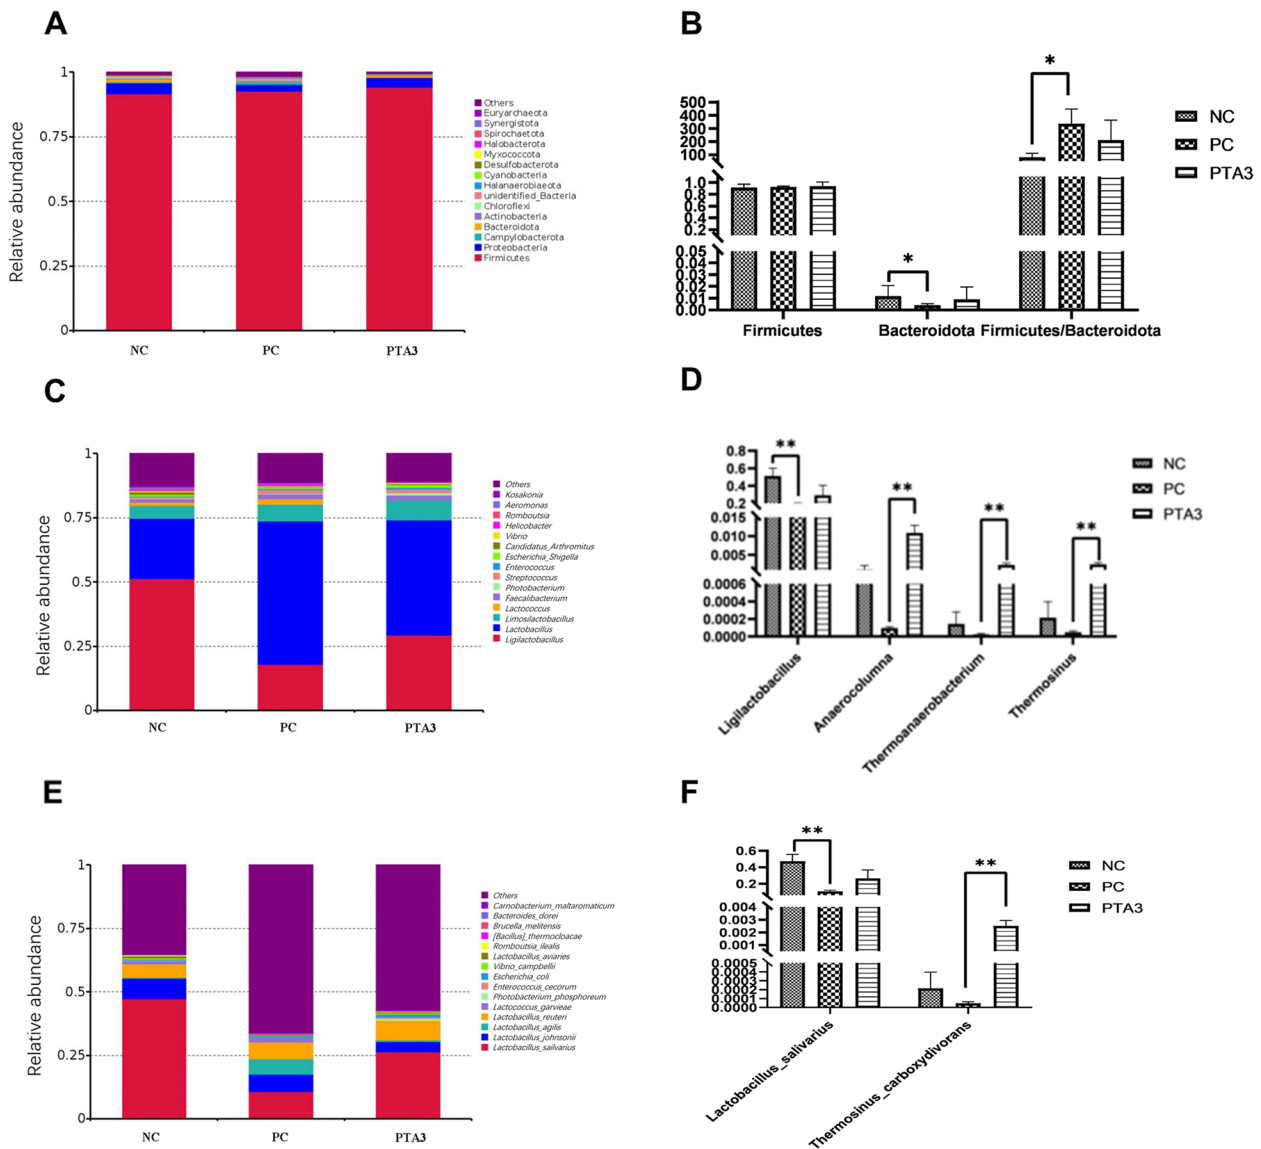 A
Relative abundance
1
0.75
0.5
0.25
0
NC
PC
PTA3
Others
Euryarchaeota
Synergistota
Spirochaetota
Halobacterota
Myxococcota
Desulfobacterota
Cyanobacteria
Halanaerobiaeota
unidentified_Bacteria
Chloroflexi
Actinobacteria
Bacteroidota
Campylobacterota
Proteobacteria
Firmicutes
B
*
500
400
300
200
100
1.0
0.8
0.6
0.4
0.2
0.05
0.04
0.03
0.02
0.01
0.00
*
Firmicutes
Bacteroidota
Firmicutes/Bacteroidota
NC
PC
PTA3
C
Relative abundance
1
0.75
0.5
0.25
0
NC
PC
PTA3
Others
Kosakonia
Aeromonas
Romboutsia
Helicobacter
Vibrio
Candidatus_Arthromitus
Escherichia_Shigella
Enterococcus
Streptococcus
Photobacterium
Faecalibacterium
Lactococcus
Limosilactobacillus
Lactobacillus
Ligilactobacillus
D
0.8
0.6
0.4
0.2
0.015
0.010
0.005
0.0006
0.0004
0.0002
0.0000
**
**
**
**
Ligilactobacillus
Anaerocolumna
Thermoanaerobacterium
Thermosinus
NC
PC
PTA3
E
Relative abundance
1
0.75
0.5
0.25
0
NC
PC
PTA3
Others
Carnobacterium_maltaromaticum
Bacteroides_dorei
Brucella_melitensis
[Bacillus]_thermocloacae
Romboutsia_ilealis
Lactobacillus_aviaries
Vibrio_campbellii
Escherichia_coli
Enterococcus_cecorum
Photobacterium_phosphoreum
Lactococcus_garvieae
Lactobacillus_reuteri
Lactobacillus_agilis
Lactobacillus_johnsonii
Lactobacillus_salivarius
F
0.6
0.4
0.2
0.004
0.003
0.002
0.001
0.0005
0.0004
0.0003
0.0002
0.0001
0.0000
**
**
Lactobacillus_salivarius
Thermosinus_carboxydivorans
NC
PC
PTA3